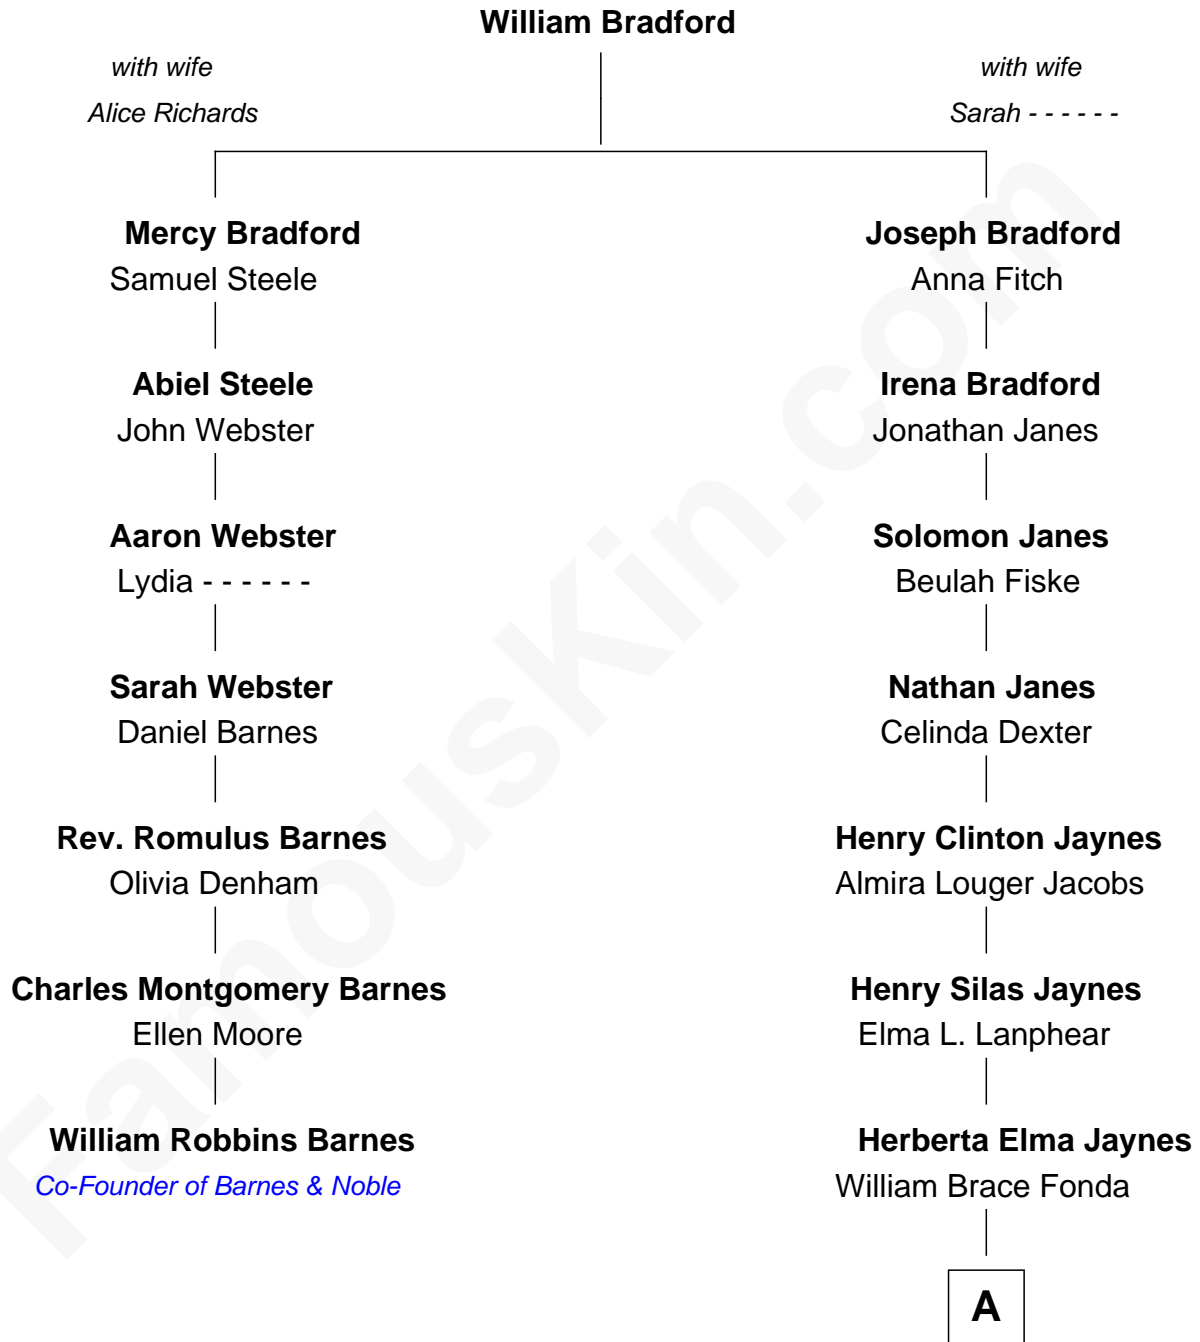 William Bradford
with wife
Alice Richards
with wife
Sarah - - - - - -
Mercy Bradford
Samuel Steele
Joseph Bradford
Anna Fitch
Abiel Steele
John Webster
Irena Bradford
Jonathan Janes
Aaron Webster
Lydia - - - - - -
Solomon Janes
Beulah Fiske
Sarah Webster
Daniel Barnes
Nathan Janes
Celinda Dexter
Rev. Romulus Barnes
Olivia Denham
Henry Clinton Jaynes
Almira Louger Jacobs
Charles Montgomery Barnes
Ellen Moore
Henry Silas Jaynes
Elma L. Lanphear
William Robbins Barnes
Co-Founder of Barnes & Noble
Herberta Elma Jaynes
William Brace Fonda
A
FamousKin.com